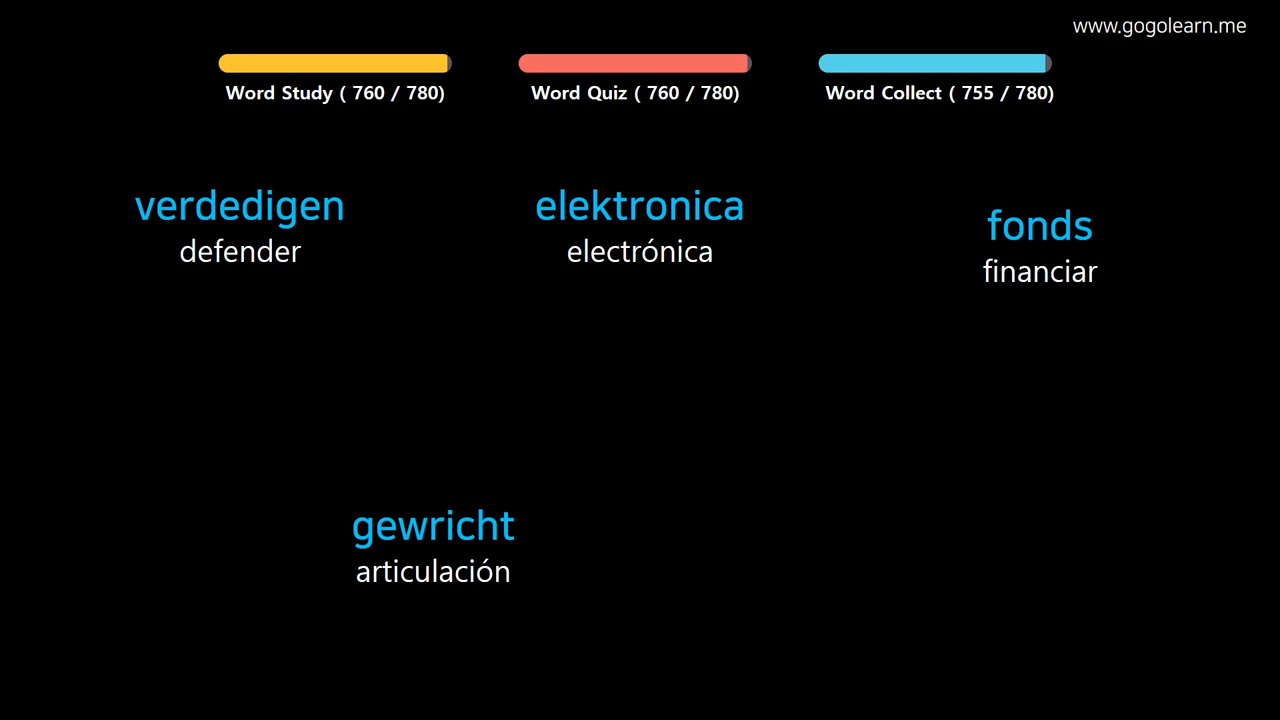 www.gogolearn.me
Word Study ( 760 / 780)
Word Quiz ( 760 / 780)
Word Collect ( 755 / 780)
verdedigen
defender
elektronica
electrónica
fonds
financiar
gewricht
articulación